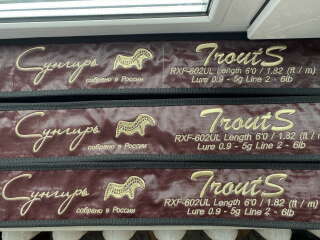 Сунгирь
собрано в России
TroutS
RXF-602UL Length 6'0 / 1.82 (ft / m)
Lure 0.9 - 5g Line 2 - 6lb
Сунгирь
собрано в России
TroutS
RXF-602UL Length 6'0 / 1.82 (ft / m)
Lure 0.9 - 5g Line 2 - 6lb
Сунгирь
собрано в России
TroutS
RXF-602UL Length 6'0 / 1.82 (ft / m)
Lure 0.9 - 5g Line 2 - 6lb